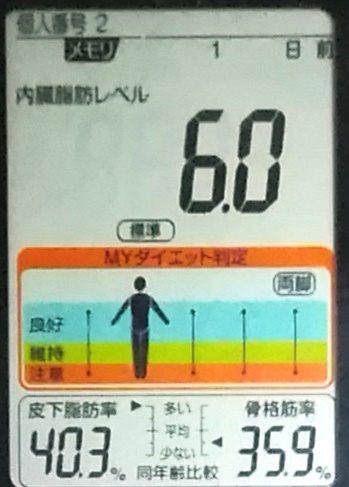 個人番号 2
メモリ 1 日 前
内臓脂肪レベル
6.0
標準
MYダイエット判定
両脚
良好
維持
注意
皮下脂肪率 多い 骨格筋率
平均
少ない
40.3% 同年齢比較 35.9%